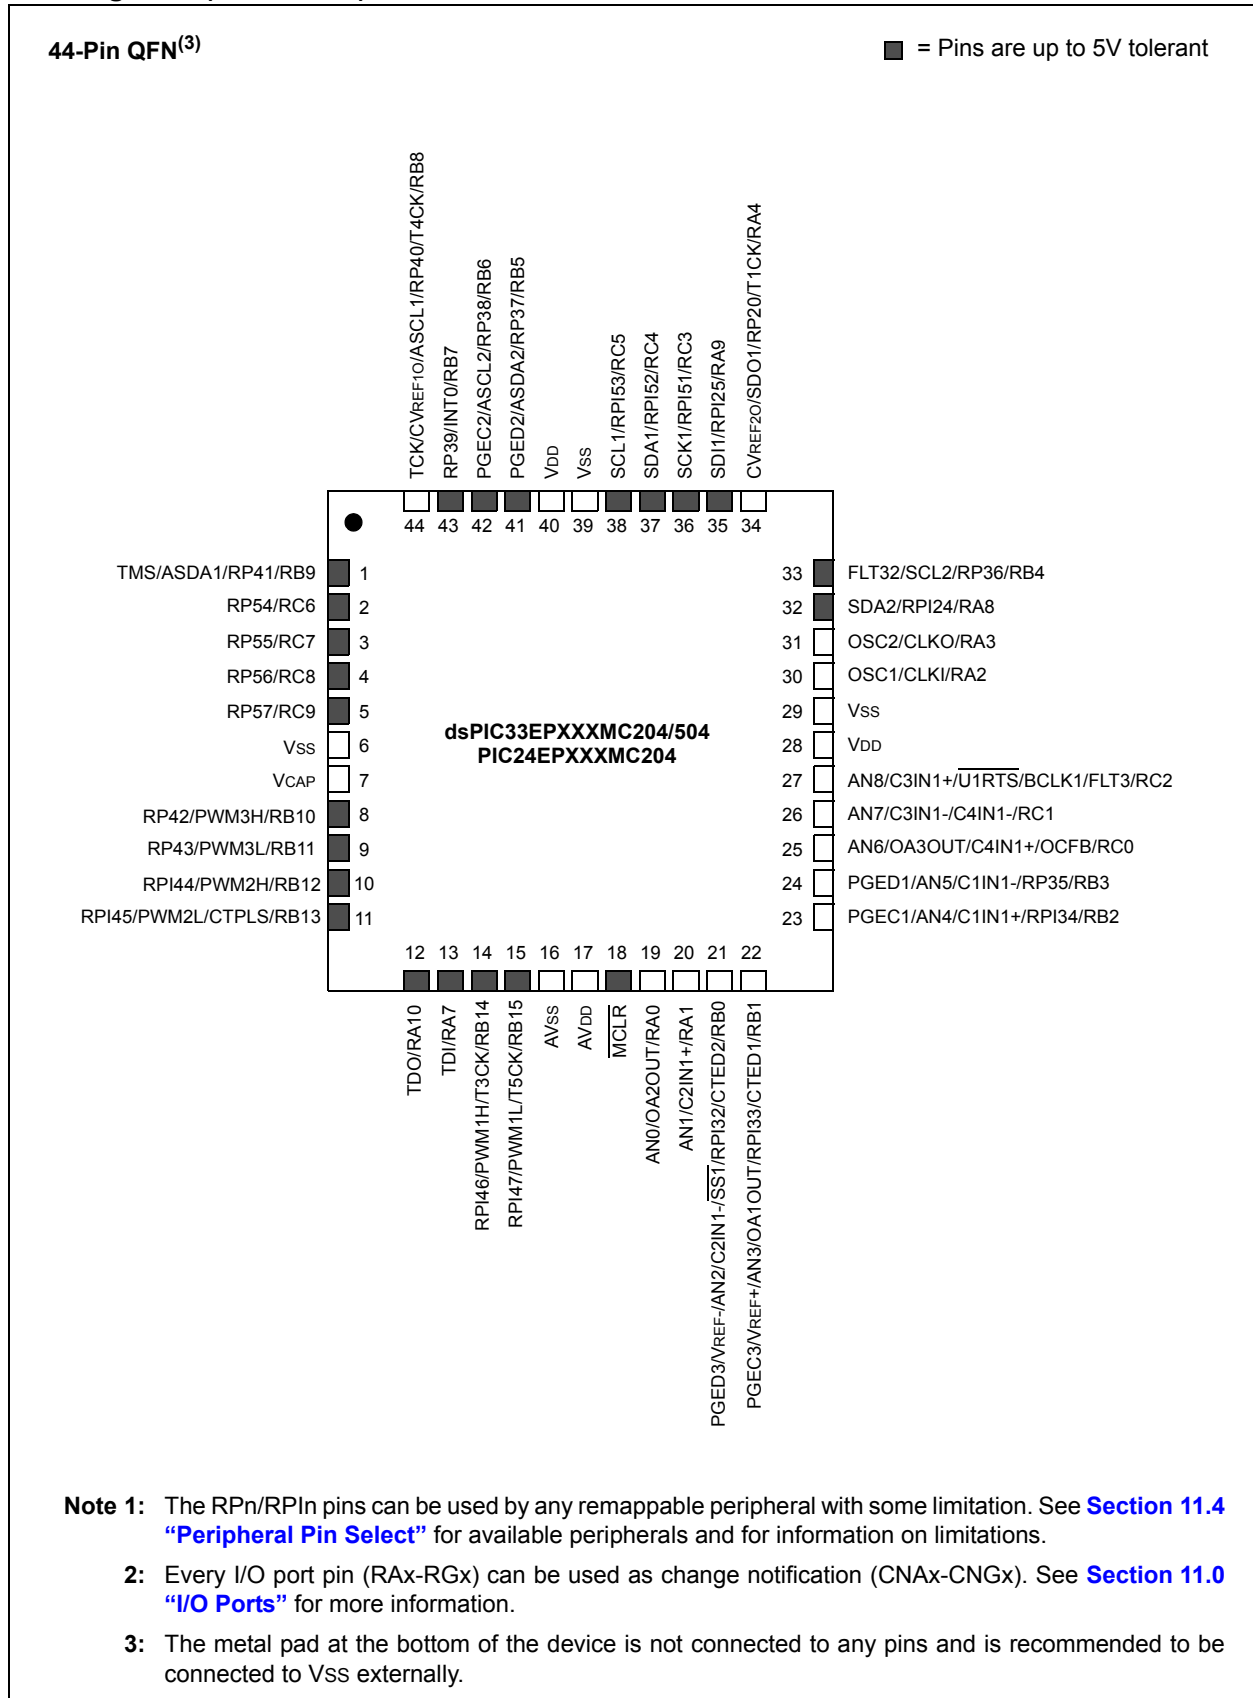 44-Pin QFN(3)
= Pins are up to 5V tolerant
TCK/CVREF1O/ASCL1/RP40/T4CK/RB8
RP39/INT0/RB7
PGEC2/ASCL2/RP38/RB6
PGED2/ASDA2/RP37/RB5
VDD
VSS
SCL1/RPI53/RC5
SDA1/RPI52/RC4
SCK1/RPI51/RC3
SDI1/RPI25/RA9
CVREF2O/SDO1/RP20/T1CK/RA4
44 43 42 41 40 39 38 37 36 35 34
TMS/ASDA1/RP41/RB9 1
RP54/RC6 2
RP55/RC7 3
RP56/RC8 4
RP57/RC9 5
VSS 6
VCAP 7
RP42/PWM3H/RB10 8
RP43/PWM3L/RB11 9
RPI44/PWM2H/RB12 10
RPI45/PWM2L/CTPLS/RB13 11
dsPIC33EPXXXMC204/504
PIC24EPXXXMC204
33 FLT32/SCL2/RP36/RB4
32 SDA2/RPI24/RA8
31 OSC2/CLKO/RA3
30 OSC1/CLKI/RA2
29 VSS
28 VDD
27 AN8/C3IN1+/U1RTS/BCLK1/FLT3/RC2
26 AN7/C3IN1-/C4IN1-/RC1
25 AN6/OA3OUT/C4IN1+/OCFB/RC0
24 PGED1/AN5/C1IN1-/RP35/RB3
23 PGEC1/AN4/C1IN1+/RPI34/RB2
12 13 14 15 16 17 18 19 20 21 22
TDO/RA10
TDI/RA7
RPI46/PWM1H/T3CK/RB14
RPI47/PWM1L/T5CK/RB15
AVSS
AVDD
MCLR
AN0/OA2OUT/RA0
AN1/C2IN1+/RA1
PGED3/VREF-/AN2/C2IN1-/SS1/RPI32/CTED2/RB0
PGEC3/VREF+/AN3/OA1OUT/RPI33/CTED1/RB1
Note 1: The RPn/RPIn pins can be used by any remappable peripheral with some limitation. See Section 11.4
“Peripheral Pin Select” for available peripherals and for information on limitations.
2: Every I/O port pin (RAx-RGx) can be used as change notification (CNAx-CNGx). See Section 11.0
“I/O Ports” for more information.
3: The metal pad at the bottom of the device is not connected to any pins and is recommended to be
connected to VSS externally.